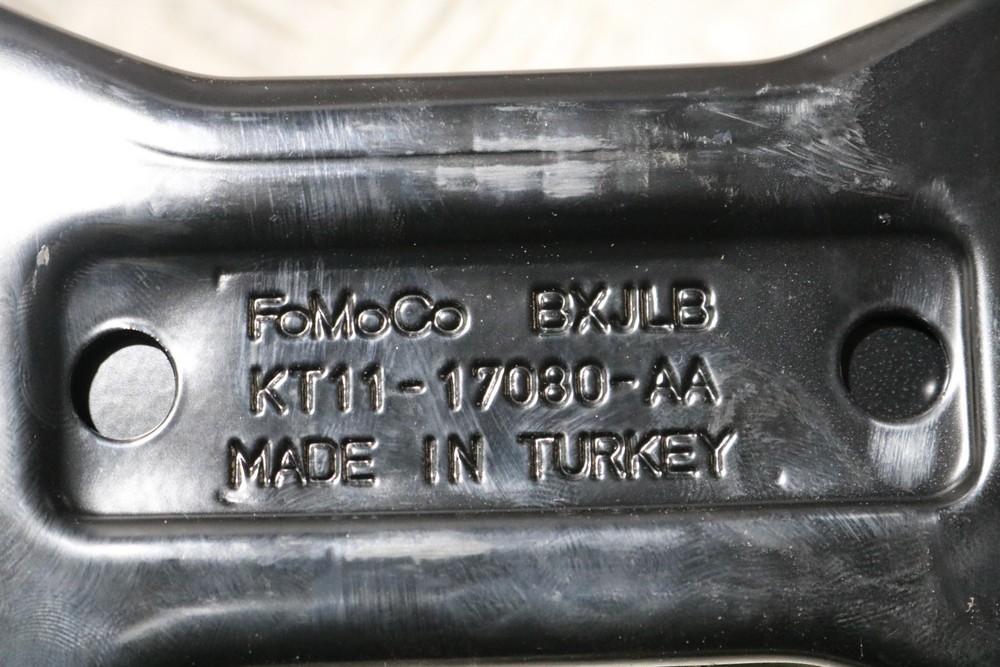 FoMoCo BXJLB
KT11-17080-AA
MADE IN TURKEY